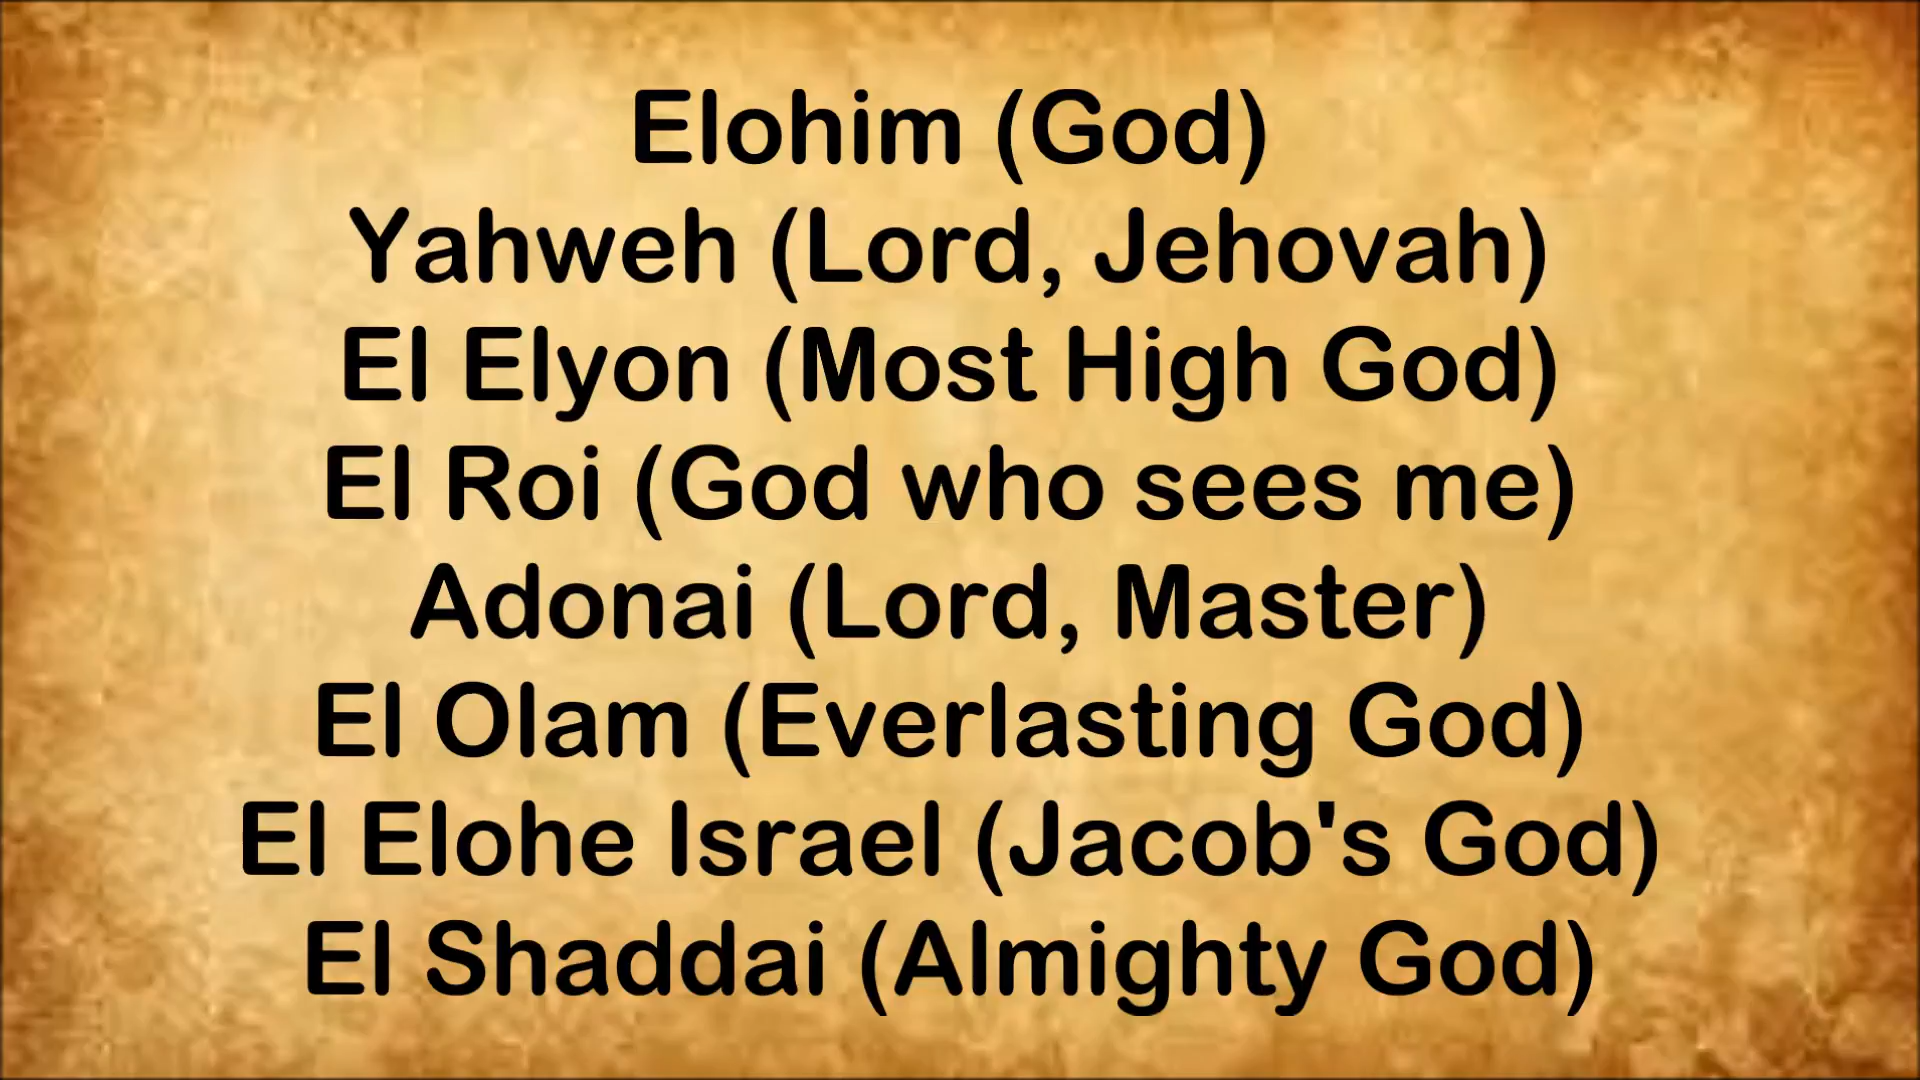 Elohim (God)
Yahweh (Lord, Jehovah)
El Elyon (Most High God)
El Roi (God who sees me)
Adonai (Lord, Master)
El Olam (Everlasting God)
El Elohe Israel (Jacob's God)
El Shaddai (Almighty God)